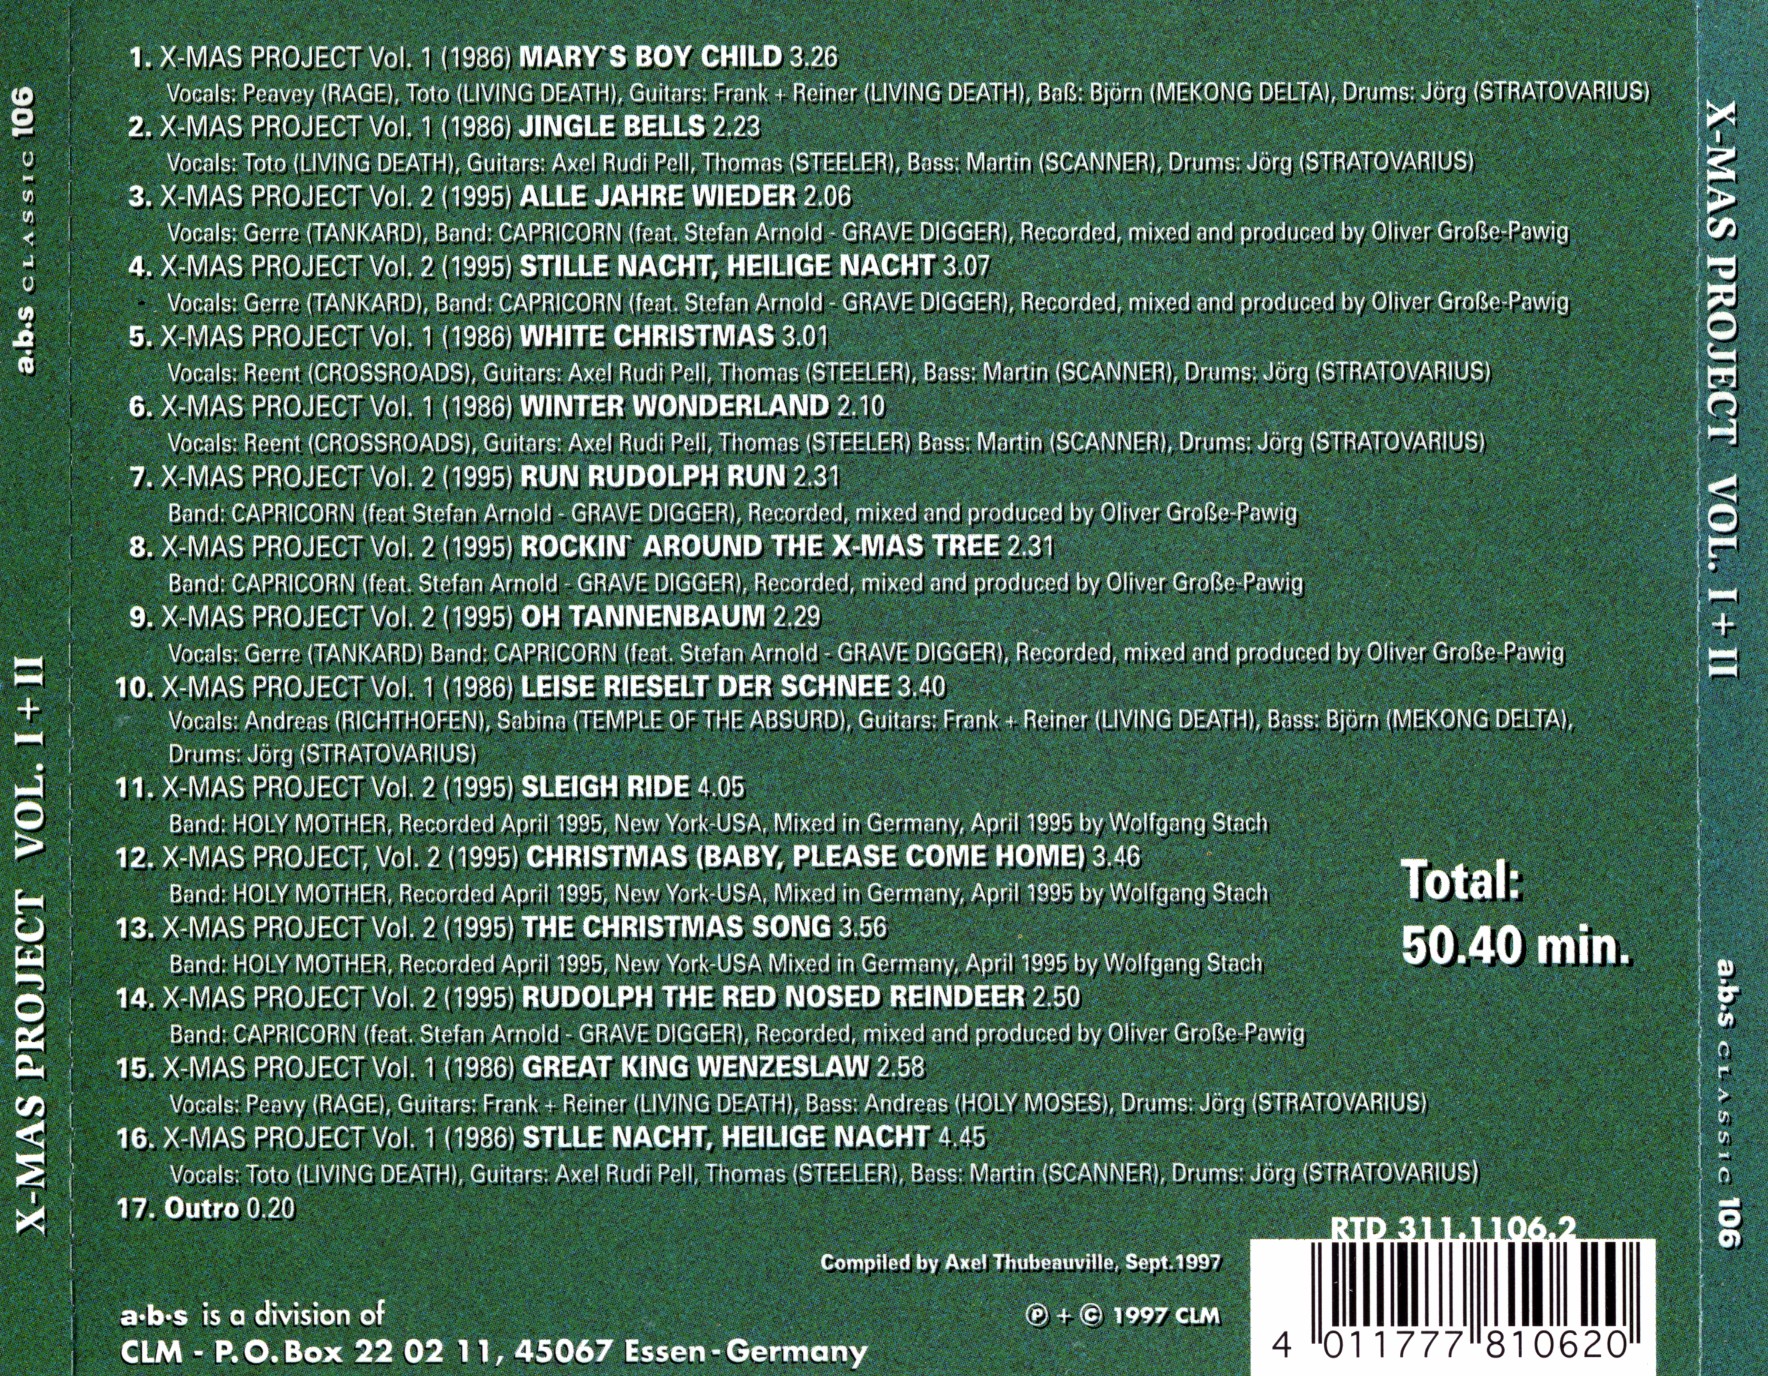 1. X-MAS PROJECT Vol. 1 (1986) MARY`S BOY CHILD 3.26
Vocals: Peavey (RAGE), Toto (LIVING DEATH), Guitars: Frank + Reiner (LIVING DEATH), Baß: Björn (MEKONG DELTA), Drums: Jörg (STRATOVARIUS)
2. X-MAS PROJECT Vol. 1 (1986) JINGLE BELLS 2.23
Vocals: Toto (LIVING DEATH), Guitars: Axel Rudi Pell, Thomas (STEELER), Bass: Martin (SCANNER), Drums: Jörg (STRATOVARIUS)
3. X-MAS PROJECT Vol. 2 (1995) ALLE JAHRE WIEDER 2.06
Vocals: Gerre (TANKARD), Band: CAPRICORN (feat. Stefan Arnold - GRAVE DIGGER), Recorded, mixed and produced by Oliver Große-Pawig
4. X-MAS PROJECT Vol. 2 (1995) STILLE NACHT, HEILIGE NACHT 3.07
Vocals: Gerre (TANKARD), Band: CAPRICORN (feat. Stefan Arnold - GRAVE DIGGER), Recorded, mixed and produced by Oliver Große-Pawig
5. X-MAS PROJECT Vol. 1 (1986) WHITE CHRISTMAS 3.01
Vocals: Reent (CROSSROADS), Guitars: Axel Rudi Pell, Thomas (STEELER), Bass: Martin (SCANNER), Drums: Jörg (STRATOVARIUS)
6. X-MAS PROJECT Vol. 1 (1986) WINTER WONDERLAND 2.10
Vocals: Reent (CROSSROADS), Guitars: Axel Rudi Pell, Thomas (STEELER) Bass: Martin (SCANNER), Drums: Jörg (STRATOVARIUS)
7. X-MAS PROJECT Vol. 2 (1995) RUN RUDOLPH RUN 2.31
Band: CAPRICORN (feat Stefan Arnold - GRAVE DIGGER), Recorded, mixed and produced by Oliver Große-Pawig
8. X-MAS PROJECT Vol. 2 (1995) ROCKIN` AROUND THE X-MAS TREE 2.31
Band: CAPRICORN (feat. Stefan Arnold - GRAVE DIGGER), Recorded, mixed and produced by Oliver Große-Pawig
9. X-MAS PROJECT Vol. 2 (1995) OH TANNENBAUM 2.29
Vocals: Gerre (TANKARD) Band: CAPRICORN (feat. Stefan Arnold - GRAVE DIGGER), Recorded, mixed and produced by Oliver Große-Pawig
10. X-MAS PROJECT Vol. 1 (1986) LEISE RIESELT DER SCHNEE 3.40
Vocals: Andreas (RICHTHOFEN), Sabina (TEMPLE OF THE ABSURD), Guitars: Frank + Reiner (LIVING DEATH), Bass: Björn (MEKONG DELTA),
Drums: Jörg (STRATOVARIUS)
11. X-MAS PROJECT Vol. 2 (1995) SLEIGH RIDE 4.05
Band: HOLY MOTHER, Recorded April 1995, New York-USA, Mixed in Germany, April 1995 by Wolfgang Stach
12. X-MAS PROJECT, Vol. 2 (1995) CHRISTMAS (BABY, PLEASE COME HOME) 3.46
Band: HOLY MOTHER, Recorded April 1995, New York-USA, Mixed in Germany, April 1995 by Wolfgang Stach
13. X-MAS PROJECT Vol. 2 (1995) THE CHRISTMAS SONG 3.56
Band: HOLY MOTHER, Recorded April 1995, New York-USA Mixed in Germany, April 1995 by Wolfgang Stach
14. X-MAS PROJECT Vol. 2 (1995) RUDOLPH THE RED NOSED REINDEER 2.50
Band: CAPRICORN (feat. Stefan Arnold - GRAVE DIGGER), Recorded, mixed and produced by Oliver Große-Pawig
15. X-MAS PROJECT Vol. 1 (1986) GREAT KING WENZESLAW 2.58
Vocals: Peavy (RAGE), Guitars: Frank + Reiner (LIVING DEATH), Bass: Andreas (HOLY MOSES), Drums: Jörg (STRATOVARIUS)
16. X-MAS PROJECT Vol. 1 (1986) STLLE NACHT, HEILIGE NACHT 4.45
Vocals: Toto (LIVING DEATH), Guitars: Axel Rudi Pell, Thomas (STEELER), Bass: Martin (SCANNER), Drums: Jörg (STRATOVARIUS)
17. Outro 0.20
Total:
50.40 min.
Compiled by Axel Thubeauville, Sept.1997
a·b·s is a division of
CLM - P.O.Box 22 02 11, 45067 Essen-Germany
℗ + © 1997 CLM
RTD 311.1106.2
4 011777 810620
X-MAS PROJECT VOL. I + II
a·b·s CLASSIC 106
X-MAS PROJECT VOL. I + II
a·b·s CLASSIC 106